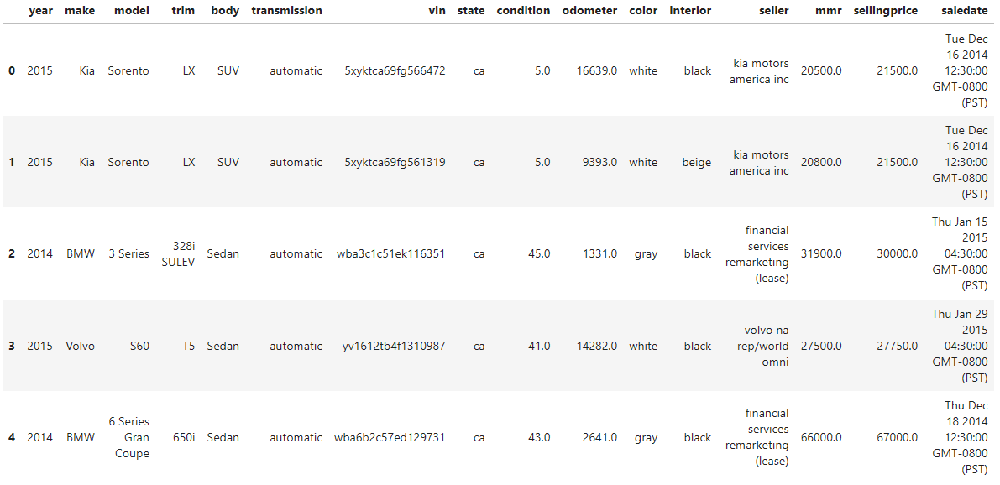 year make model trim body transmission vin state condition odometer color interior seller mmr sellingprice saledate
0 2015 Kia Sorento LX SUV automatic 5xyktca69fg566472 ca 5.0 16639.0 white black kia motors america inc 20500.0 21500.0 Tue Dec 16 2014 12:30:00 GMT-0800 (PST)
1 2015 Kia Sorento LX SUV automatic 5xyktca69fg561319 ca 5.0 9393.0 white beige kia motors america inc 20800.0 21500.0 Tue Dec 16 2014 12:30:00 GMT-0800 (PST)
2 2014 BMW 3 Series 328i SULEV Sedan automatic wba3c1c51ek116351 ca 45.0 1331.0 gray black financial services remarketing (lease) 31900.0 30000.0 Thu Jan 15 2015 04:30:00 GMT-0800 (PST)
3 2015 Volvo S60 T5 Sedan automatic yv1612tb4f1310987 ca 41.0 14282.0 white black volvo na rep/world omni 27500.0 27750.0 Thu Jan 29 2015 04:30:00 GMT-0800 (PST)
4 2014 BMW 6 Series Gran Coupe 650i Sedan automatic wba6b2c57ed129731 ca 43.0 2641.0 gray black financial services remarketing (lease) 66000.0 67000.0 Thu Dec 18 2014 12:30:00 GMT-0800 (PST)